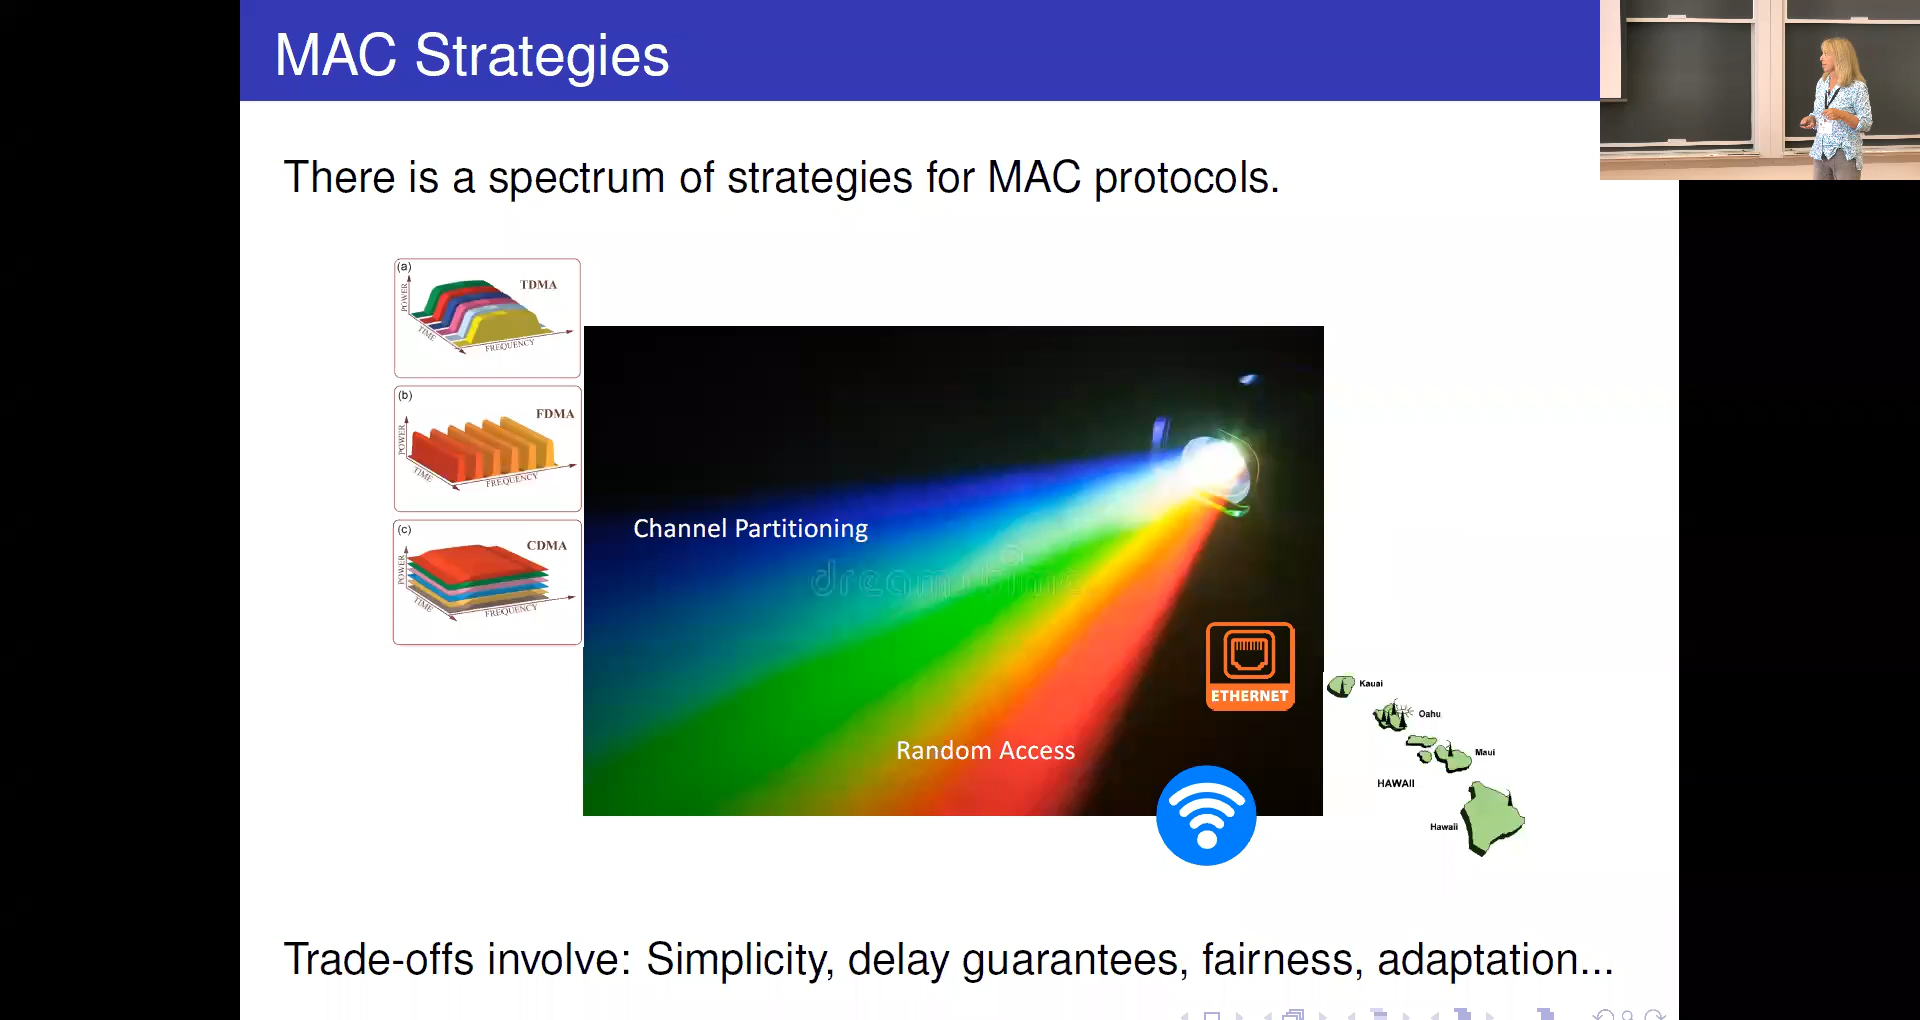 MAC Strategies
There is a spectrum of strategies for MAC protocols.
(a)
TDMA
POWER
TIME
FREQUENCY
(b)
FDMA
POWER
TIME
FREQUENCY
(c)
CDMA
POWER
TIME
FREQUENCY
Channel Partitioning
dreamstime
Random Access
ETHERNET
Kauai
Oahu
Maui
HAWAII
Hawaii
Trade-offs involve: Simplicity, delay guarantees, fairness, adaptation...